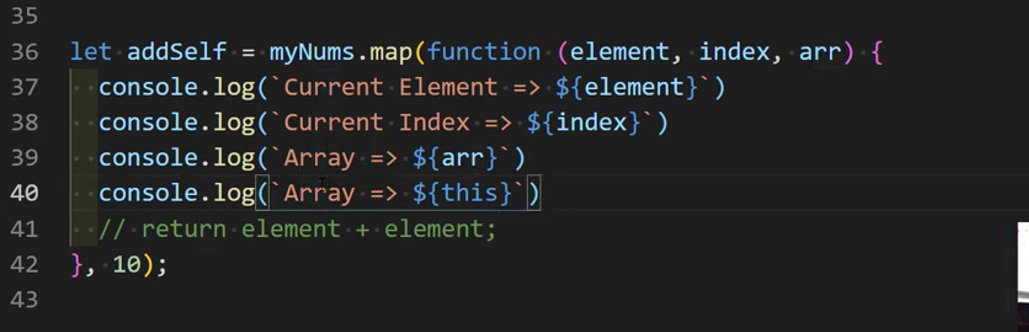 35
36 let addSelf = myNums.map(function (element, index, arr) {
37 console.log(`Current Element => ${element}`)
38 console.log(`Current Index => ${index}`)
39 console.log(`Array => ${arr}`)
40 console.log(`Array => ${this}`)
41 // return element + element;
42 }, 10);
43